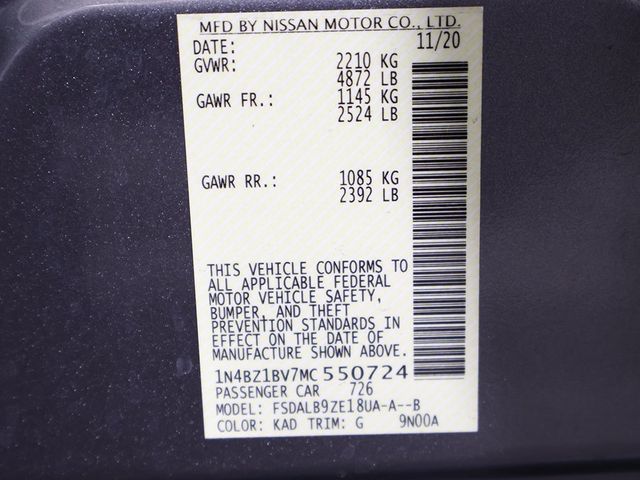 MFD BY NISSAN MOTOR CO., LTD.
DATE: 11/20
GVWR: 2210 KG
4872 LB
GAWR FR.: 1145 KG
2524 LB
GAWR RR.: 1085 KG
2392 LB
THIS VEHICLE CONFORMS TO
ALL APPLICABLE FEDERAL
MOTOR VEHICLE SAFETY,
BUMPER, AND THEFT
PREVENTION STANDARDS IN
EFFECT ON THE DATE OF
MANUFACTURE SHOWN ABOVE.
1N4BZ1BV7MC 550724
PASSENGER CAR 726
MODEL: FSDALB9ZE18UA-A--B
COLOR: KAD TRIM: G 9N00A